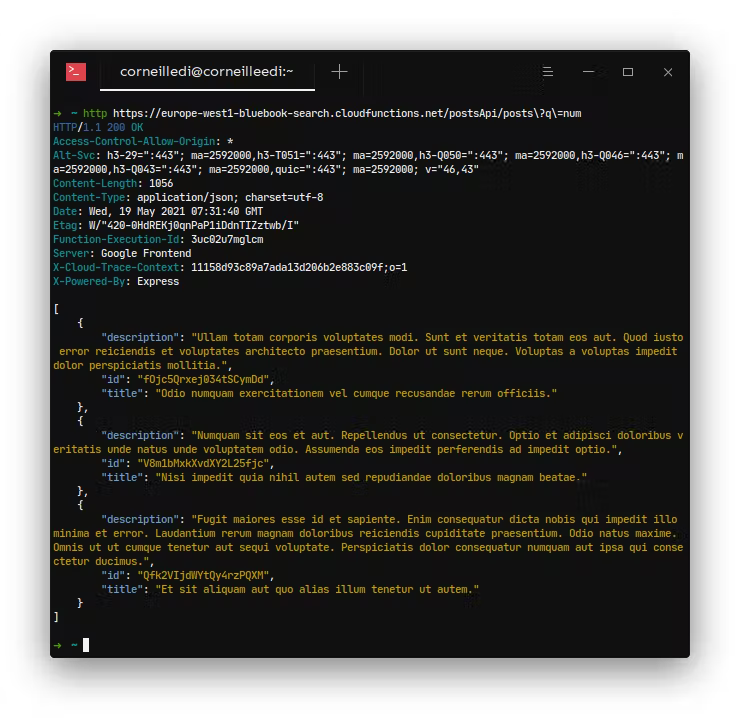 corneilledi@corneilleedi:~
→ ~ http https://europe-west1-bluebook-search.cloudfunctions.net/postsApi/posts\?q\=num
HTTP/1.1 200 OK
Access-Control-Allow-Origin: *
Alt-Svc: h3-29=":443"; ma=2592000,h3-T051=":443"; ma=2592000,h3-Q050=":443"; ma=2592000,h3-Q046=":443"; m
a=2592000,h3-Q043=":443"; ma=2592000,quic=":443"; ma=2592000; v="46,43"
Content-Length: 1056
Content-Type: application/json; charset=utf-8
Date: Wed, 19 May 2021 07:31:40 GMT
Etag: W/"420-0HdREKj0qnPaP1iDdnTIZztwb/I"
Function-Execution-Id: 3uc02u7mglcm
Server: Google Frontend
X-Cloud-Trace-Context: 11158d93c89a7ada13d206b2e883c09f;o=1
X-Powered-By: Express
[
{
"description": "Ullam totam corporis voluptates modi. Sunt et veritatis totam eos aut. Quod iusto
error reiciendis et voluptates architecto praesentium. Dolor ut sunt neque. Voluptas a voluptas impedit
dolor perspiciatis mollitia.",
"id": "fOjc5Qrxej034tSCymDd",
"title": "Odio numquam exercitationem vel cumque recusandae rerum officiis."
},
{
"description": "Numquam sit eos et aut. Repellendus ut consectetur. Optio et adipisci doloribus v
eritatis unde natus unde voluptatem odio. Assumenda eos impedit perferendis ad impedit optio.",
"id": "V8m1bMxkXvdXY2L25fjc",
"title": "Nisi impedit quia nihil autem sed repudiandae doloribus magnam beatae."
},
{
"description": "Fugit maiores esse id et sapiente. Enim consequatur dicta nobis qui impedit illo
minima et error. Laudantium rerum magnam doloribus reiciendis cupiditate praesentium. Odio natus maxime.
Omnis ut ut cumque tenetur aut sequi voluptate. Perspiciatis dolor consequatur numquam aut ipsa qui conse
ctetur ducimus.",
"id": "Qfk2VIjdWYtQy4rzPQXM",
"title": "Et sit aliquam aut quo alias illum tenetur ut autem."
}
]
→ ~